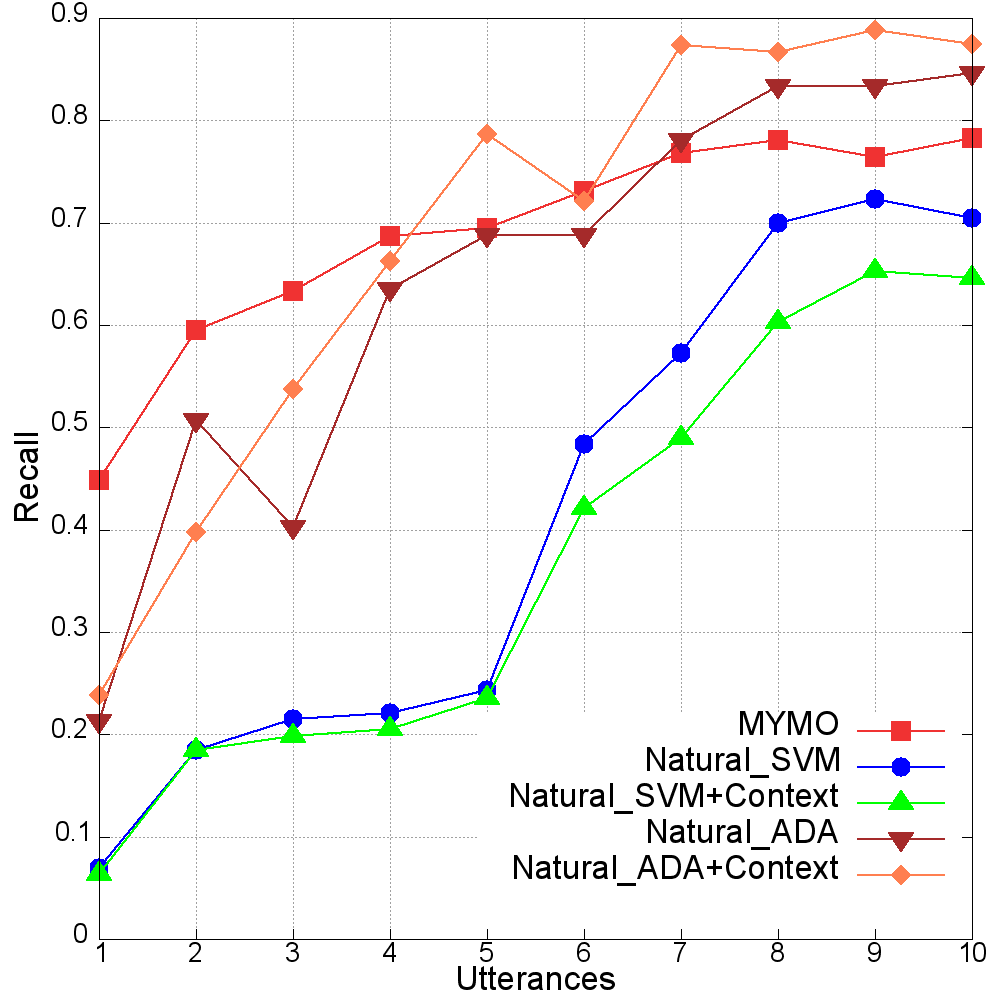 0.9
0.8
0.7
0.6
0.5
0.4
0.3
0.2
0.1
0
Recall
1 2 3 4 5 6 7 8 9 10
Utterances
MYMO
Natural_SVM
Natural_SVM+Context
Natural_ADA
Natural_ADA+Context